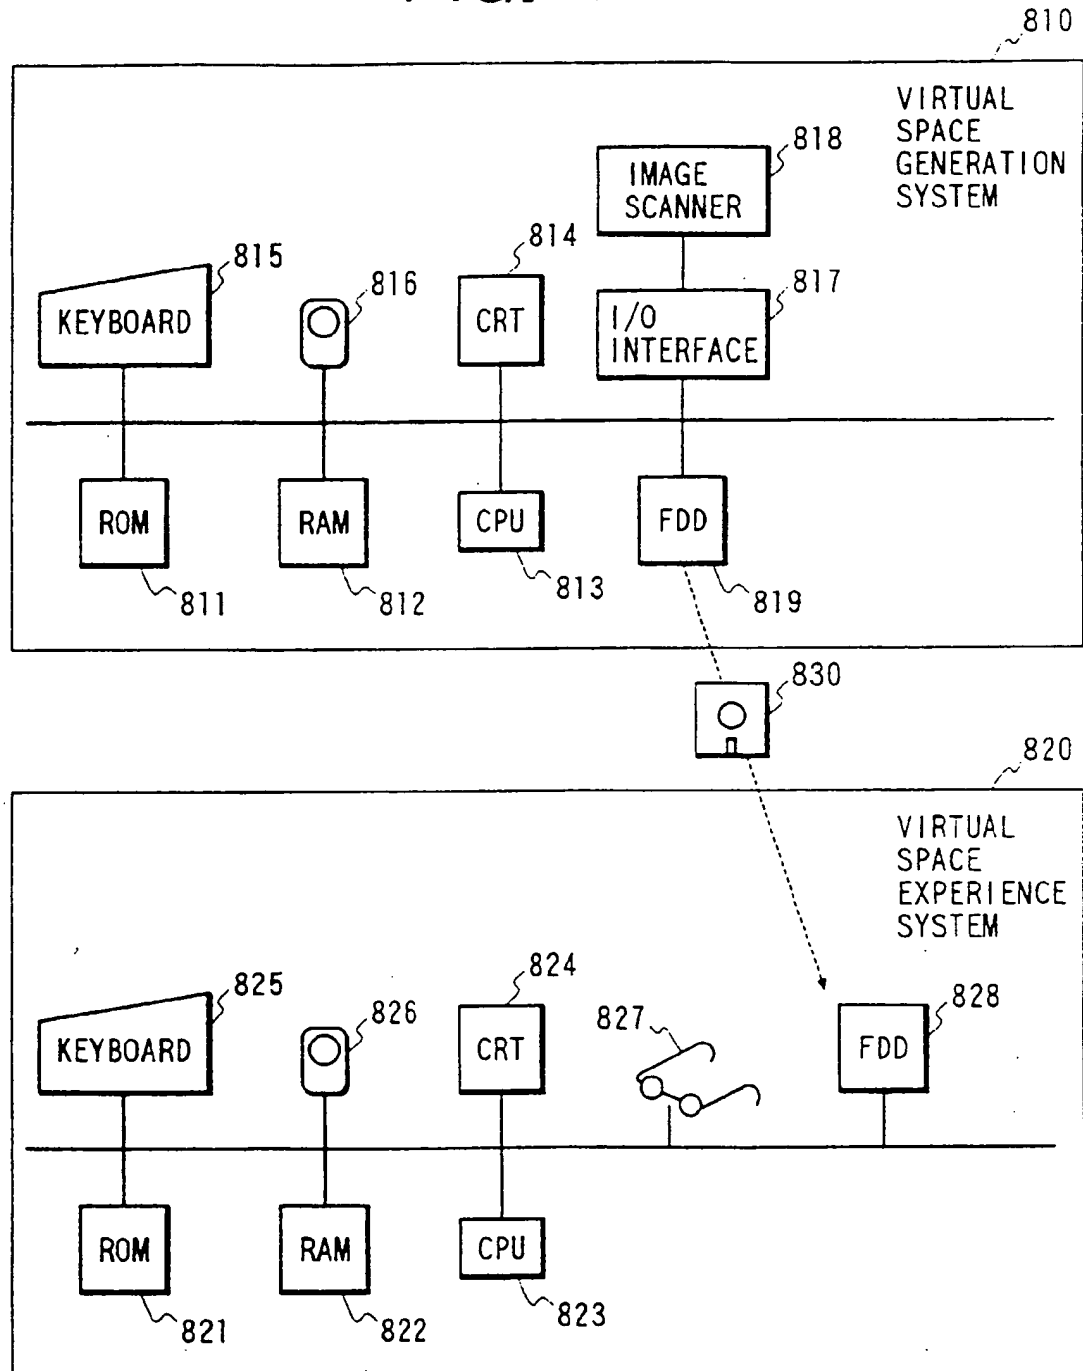 810
VIRTUAL
SPACE
GENERATION
SYSTEM
818
IMAGE
SCANNER
814
815
816
817
KEYBOARD
CRT
I/O
INTERFACE
ROM
RAM
CPU
FDD
811
812
813
819
830
820
VIRTUAL
SPACE
EXPERIENCE
SYSTEM
824
825
826
827
828
KEYBOARD
CRT
FDD
ROM
RAM
CPU
821
822
823